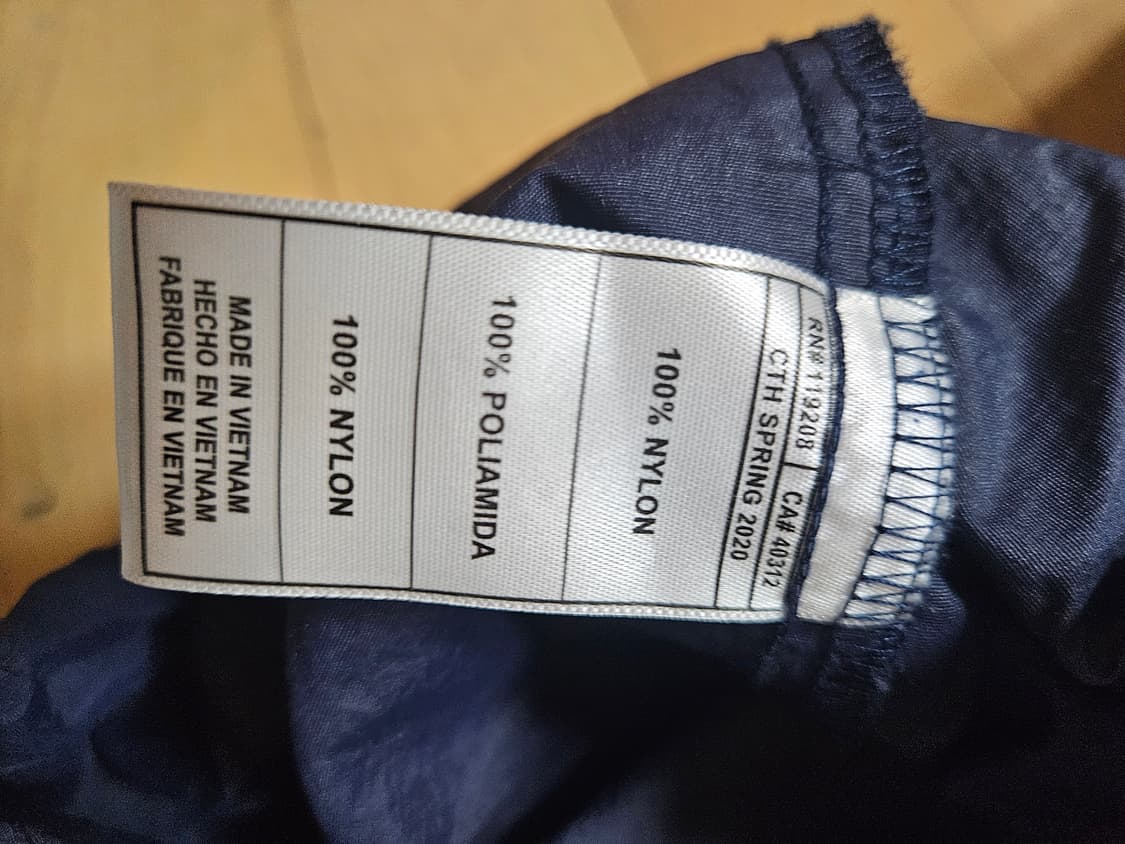 RN# 119208 | CA# 40312
CTH SPRING 2020
100% NYLON
100% POLIAMIDA
100% NYLON
MADE IN VIETNAM
HECHO EN VIETNAM
FABRIQUE EN VIETNAM